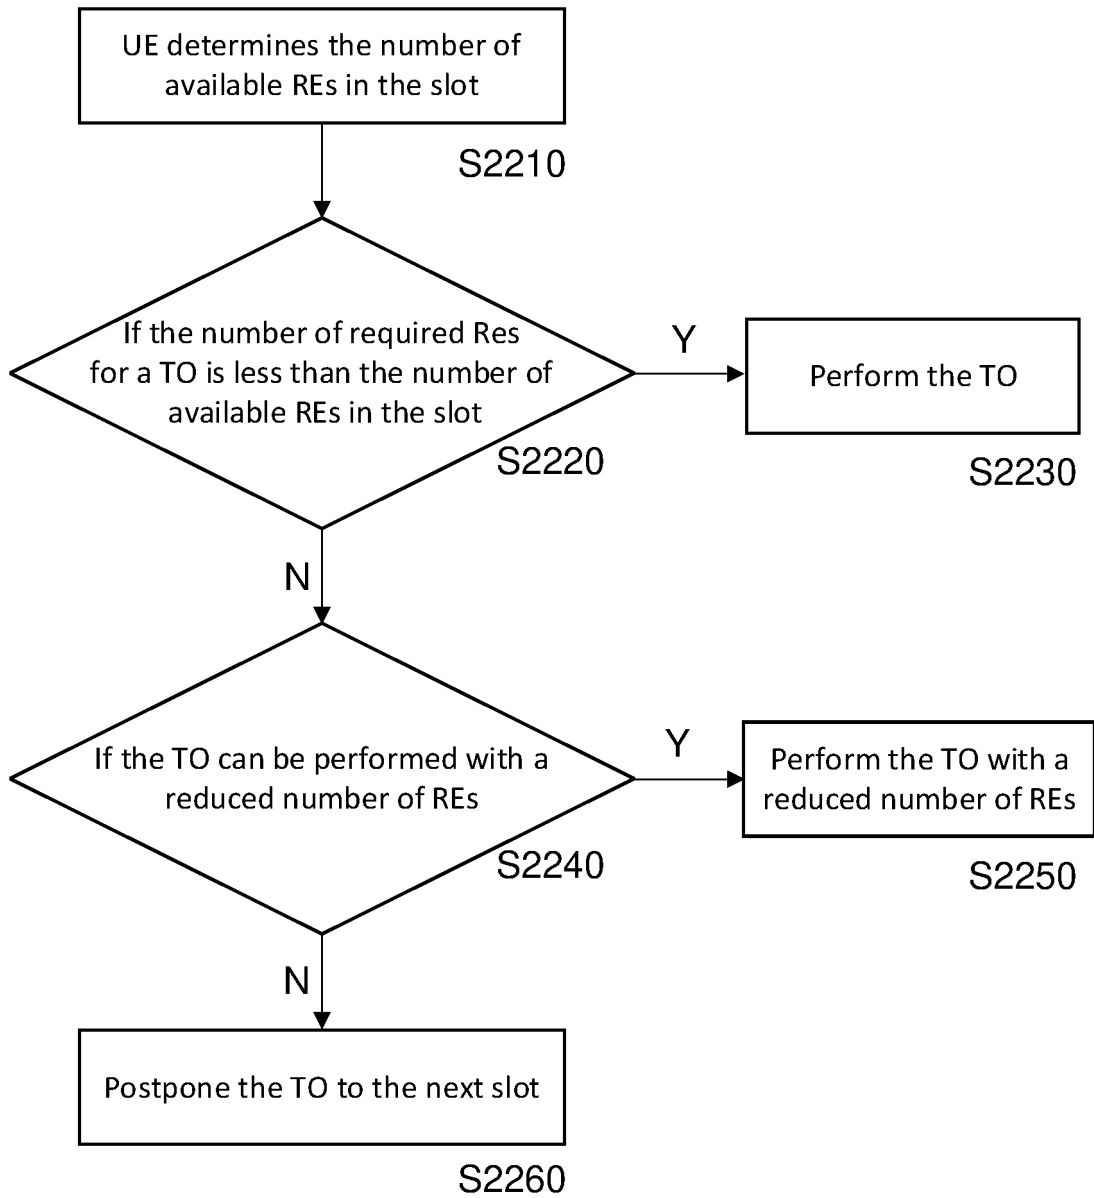 UE determines the number of
available REs in the slot
S2210
If the number of required Res
for a TO is less than the number of
available REs in the slot
S2220
Y
Perform the TO
S2230
N
If the TO can be performed with a
reduced number of REs
S2240
Y
Perform the TO with a
reduced number of REs
S2250
N
Postpone the TO to the next slot
S2260